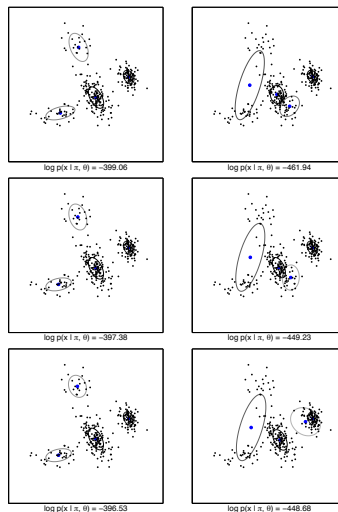 log p(x | π, θ) = −399.06
log p(x | π, θ) = −461.94
log p(x | π, θ) = −397.38
log p(x | π, θ) = −449.23
log p(x | π, θ) = −396.53
log p(x | π, θ) = −448.68